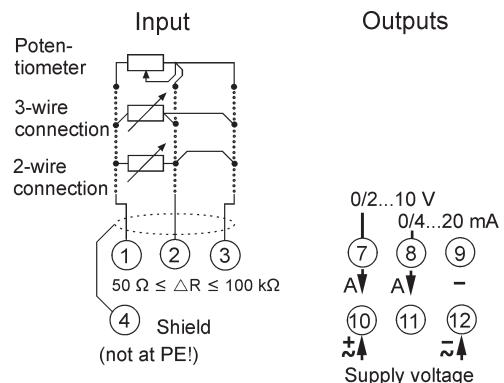 Input
Outputs
Poten-
tiometer
3-wire
connection
2-wire
connection
0/2...10 V
0/4...20 mA
1 2 3
7 8 9
50 Ω ≤ △R ≤ 100 kΩ
A A –
4
Shield
10 11 12
(not at PE!)
+
~
–
~
Supply voltage